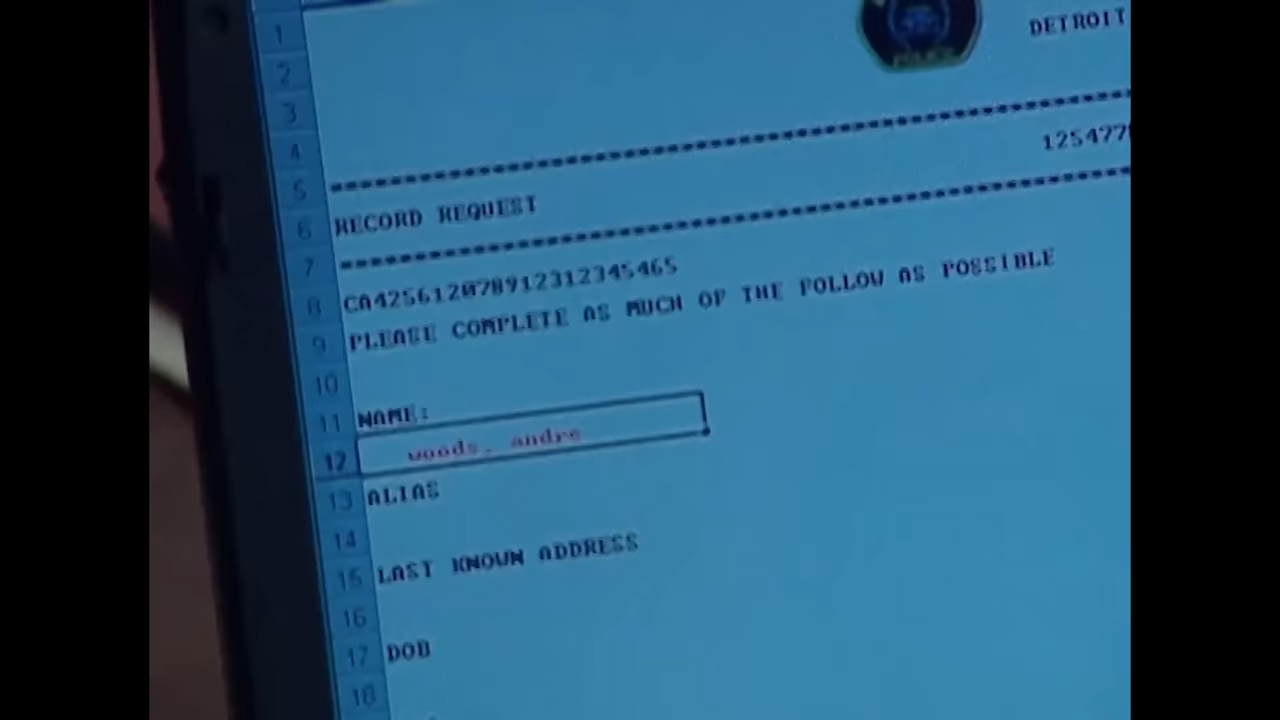 1
2
POLICE
DETROIT
3
4
125477
5
6 RECORD REQUEST
7
8 CA425612078912312345465
9 PLEASE COMPLETE AS MUCH OF THE FOLLOW AS POSSIBLE
10
11 NAME:
12 woods, andre
13 ALIAS
14
15 LAST KNOWN ADDRESS
16
17 DOB
18